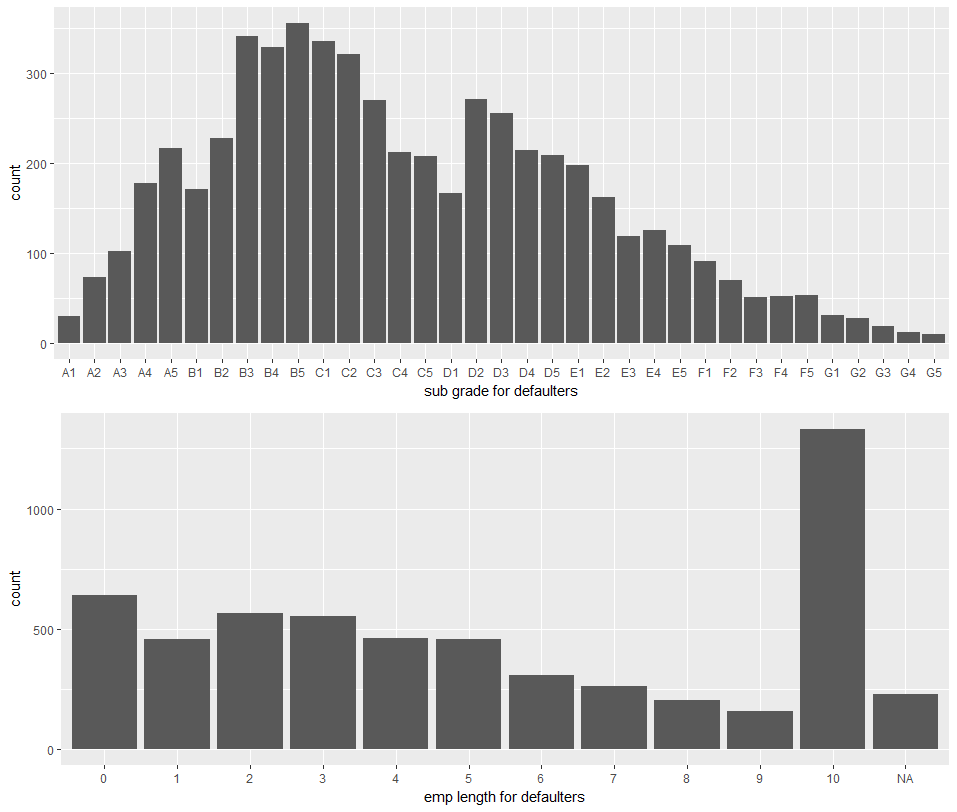 count
300
200
100
0
A1 A2 A3 A4 A5 B1 B2 B3 B4 B5 C1 C2 C3 C4 C5 D1 D2 D3 D4 D5 E1 E2 E3 E4 E5 F1 F2 F3 F4 F5 G1 G2 G3 G4 G5
sub grade for defaulters
count
1000
500
0
0 1 2 3 4 5 6 7 8 9 10 NA
emp length for defaulters